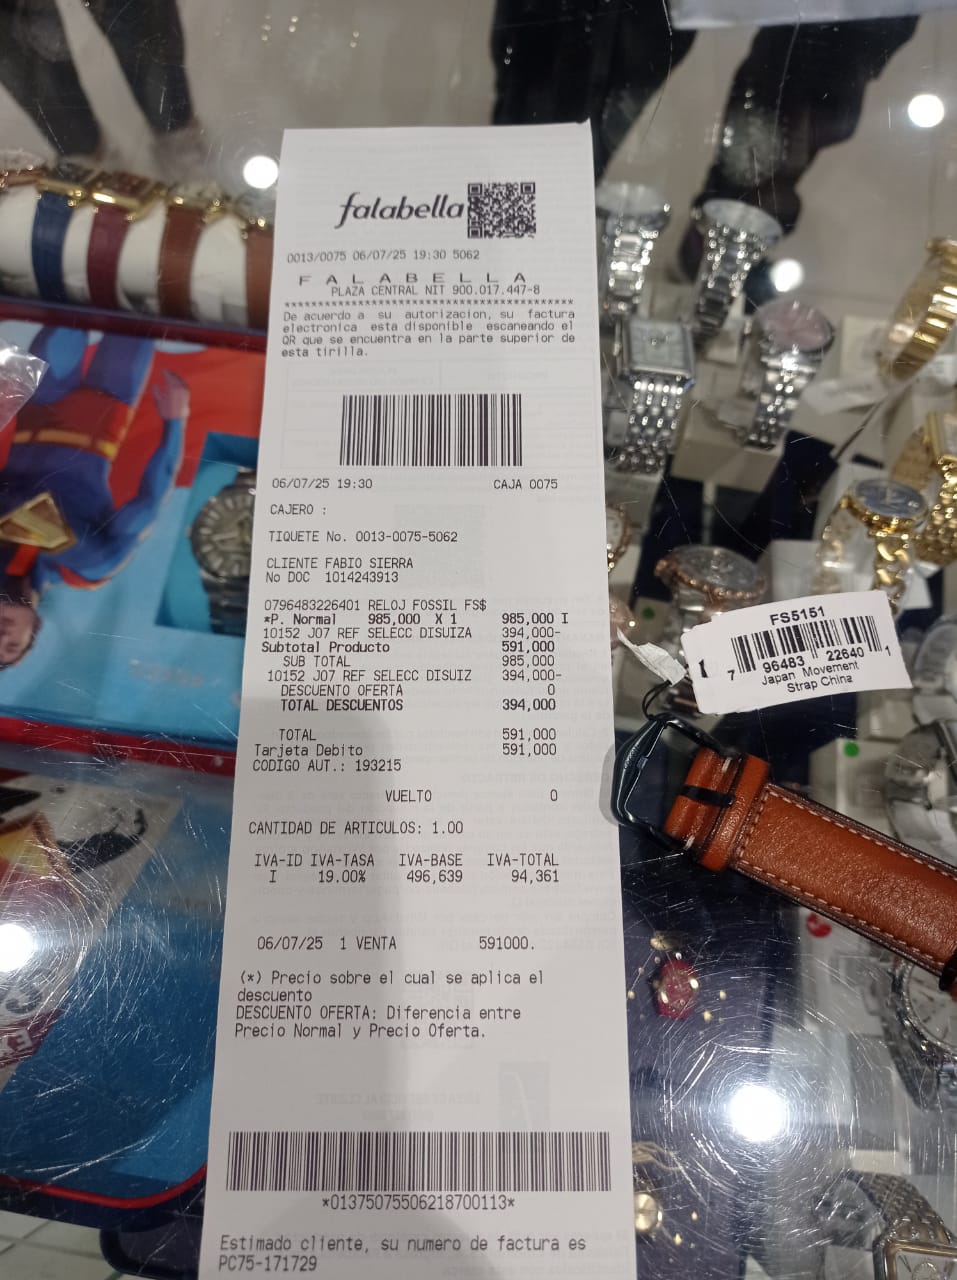 falabella
0013/0075 06/07/25 19:30 5062
F A L A B E L L A
PLAZA CENTRAL NIT 900.017.447-8
****************************************
De acuerdo a su autorizacion, su factura
electronica esta disponible escaneando el
QR que se encuentra en la parte superior de
esta tirilla.
06/07/25 19:30 CAJA 0075
CAJERO :
TIQUETE No. 0013-0075-5062
CLIENTE FABIO SIERRA
No DOC 1014243913
0796483226401 RELOJ FOSSIL FS$
*P. Normal 985,000 X 1 985,000 I
10152 J07 REF SELECC DISUIZA 394,000-
Subtotal Producto 591,000
SUB TOTAL 985,000
10152 J07 REF SELECC DISUIZ 394,000-
DESCUENTO OFERTA 0
TOTAL DESCUENTOS 394,000
TOTAL 591,000
Tarjeta Debito 591,000
CODIGO AUT.: 193215
VUELTO 0
CANTIDAD DE ARTICULOS: 1.00
IVA-ID IVA-TASA IVA-BASE IVA-TOTAL
I 19.00% 496,639 94,361
06/07/25 1 VENTA 591000.
(*) Precio sobre el cual se aplica el
descuento
DESCUENTO OFERTA: Diferencia entre
Precio Normal y Precio Oferta.
*01375075506218700113*
Estimado cliente, su numero de factura es
PC75-171729
FS5151
7 96483 22640 1
Japan Movement
Strap China